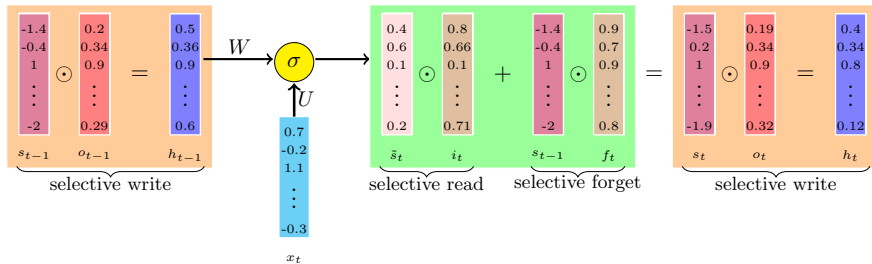 -1.4 0.2 0.5 0.4 0.8 -1.4 0.9 -1.5 0.19 0.4
-0.4 0.34 0.36 0.6 0.66 -0.4 0.7 0.2 0.34 0.34
1 ⊙ 0.9 = 0.9 W σ 0.1 ⊙ 0.1 + 1 ⊙ 0.9 = 1 ⊙ 0.9 = 0.8
⋮ ⋮ ⋮ U ⋮ ⋮ ⋮ ⋮ ⋮ ⋮ ⋮
-2 0.29 0.6 0.2 0.71 -2 0.8 -1.9 0.32 0.12
s_{t−1} o_{t−1} h_{t−1} s̃_t i_t s_{t−1} f_t s_t o_t h_t
selective write selective read selective forget selective write
0.7
-0.2
1.1
⋮
-0.3
x_t